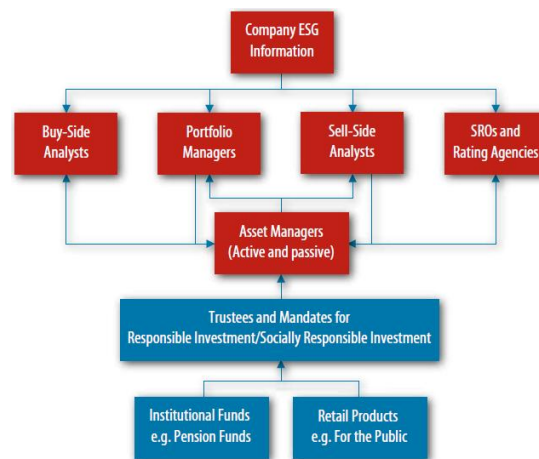 Company ESG
Information
Buy-Side
Analysts
Portfolio
Managers
Sell-Side
Analysts
SROs and
Rating Agencies
Asset Managers
(Active and passive)
Trustees and Mandates for
Responsible Investment/Socially Responsible Investment
Institutional Funds
e.g. Pension Funds
Retail Products
e.g. For the Public